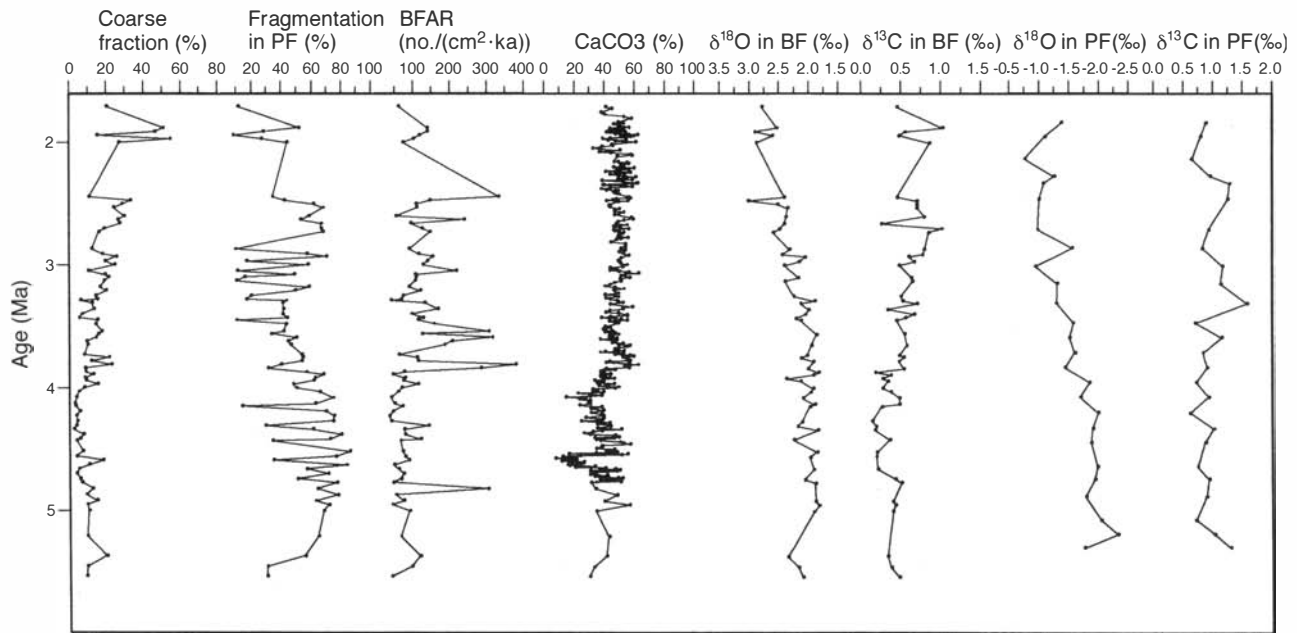 Coarse
fraction (%)
Fragmentation
in PF (%)
BFAR
(no./(cm²·ka))
CaCO3 (%)
δ¹⁸O in BF (‰)
δ¹³C in BF (‰)
δ¹⁸O in PF(‰)
δ¹³C in PF(‰)
0 20 40 60 80 100
20 40 60 80 100
0 100 200 300 400
0 20 40 60 80 100
3.5 3.0 2.5 2.0 1.5
0.0 0.5 1.0 1.5
-0.5 -1.0 -1.5 -2.0 -2.5
0.0 0.5 1.0 1.5 2.0
Age (Ma)
2
3
4
5